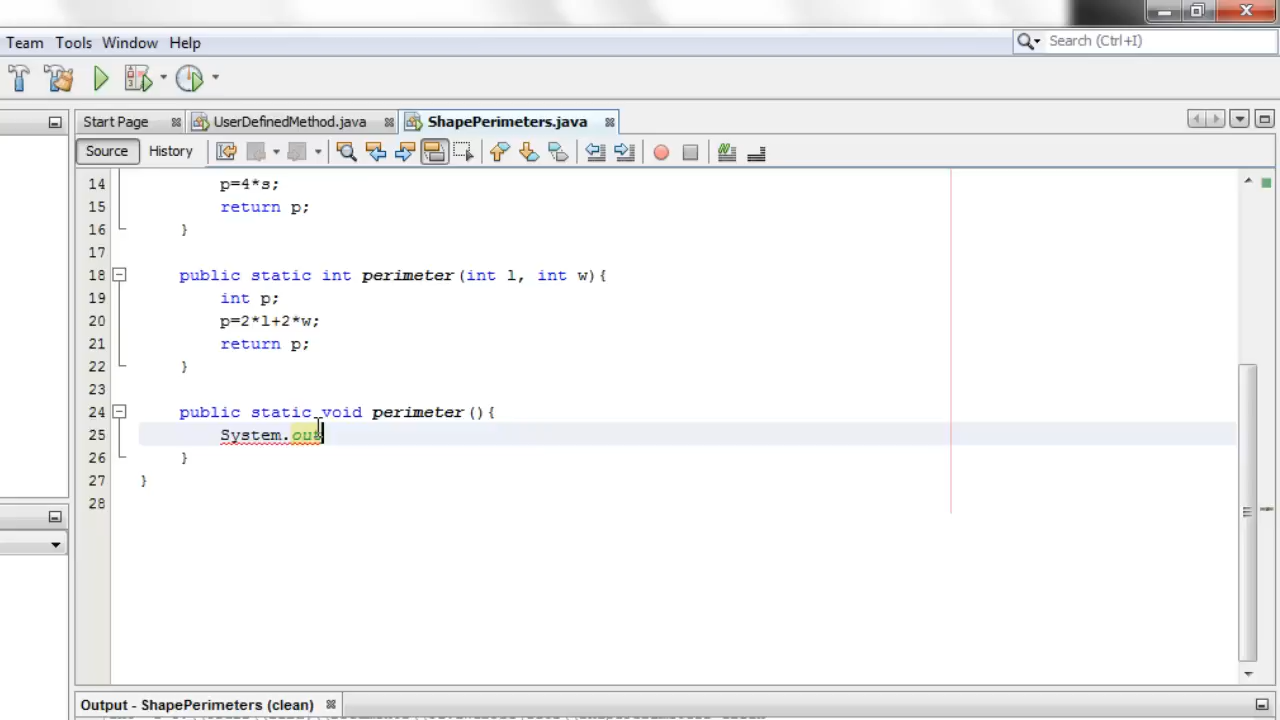 Team Tools Window Help
Search (Ctrl+I)
Start Page UserDefinedMethod.java ShapePerimeters.java
Source History
14 p=4*s;
15 return p;
16 }
17
18 public static int perimeter(int l, int w){
19 int p;
20 p=2*l+2*w;
21 return p;
22 }
23
24 public static void perimeter(){
25 System.out
26 }
27 }
28
Output - ShapePerimeters (clean)